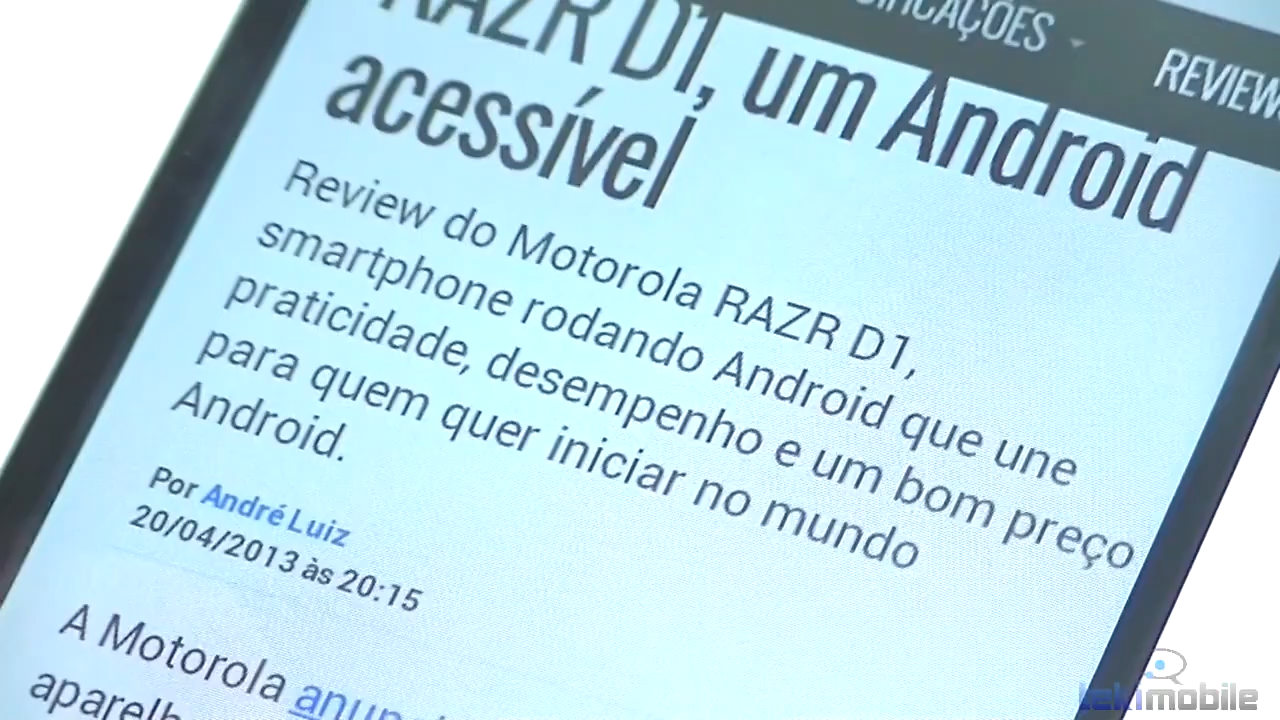 REVIEW
RAZR D1, um Android
acessível
Review do Motorola RAZR D1,
smartphone rodando Android que une
praticidade, desempenho e um bom preço
para quem quer iniciar no mundo
Android.
Por André Luiz
20/04/2013 às 20:15
A Motorola
tekimobile